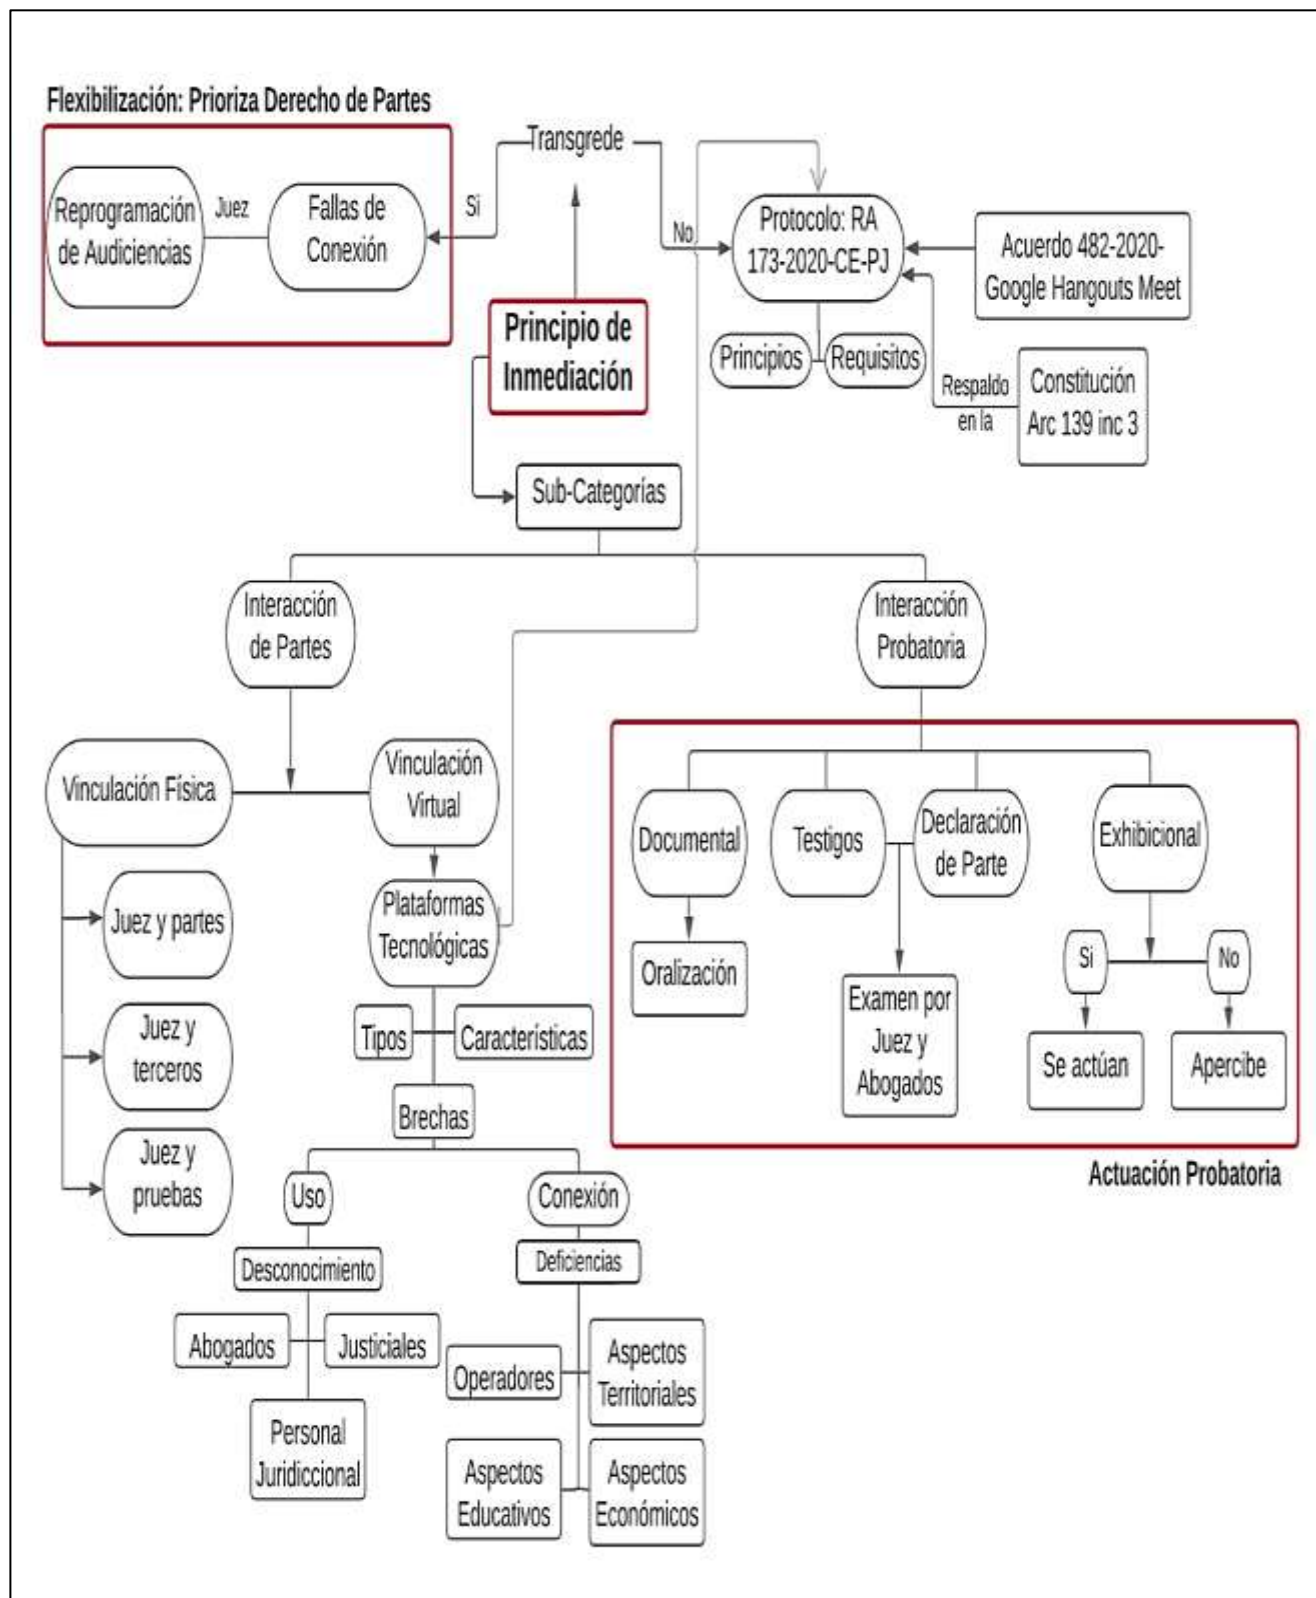 Flexibilización: Prioriza Derecho de Partes
Transgrede
Reprogramación
de Audiciencias
Juez
Fallas de
Conexión
Si
No
Protocolo: RA
173-2020-CE-PJ
Acuerdo 482-2020-
Google Hangouts Meet
Principio de
Inmediación
Principios
Requisitos
Respaldo
en la
Constitución
Arc 139 inc 3
Sub-Categorías
Interacción
de Partes
Interacción
Probatoria
Vinculación Física
Vinculación
Virtual
Juez y partes
Juez y
terceros
Juez y
pruebas
Plataformas
Tecnológicas
Tipos
Característícas
Brechas
Uso
Conexión
Desconocimiento
Deficiencias
Abogados
Justiciales
Personal
Juridiccional
Operadores
Aspectos
Territoriales
Aspectos
Educativos
Aspectos
Económicos
Documental
Testigos
Declaración
de Parte
Exhibicional
Oralización
Examen por
Juez y
Abogados
Si
No
Se actúan
Apercibe
Actuación Probatoria